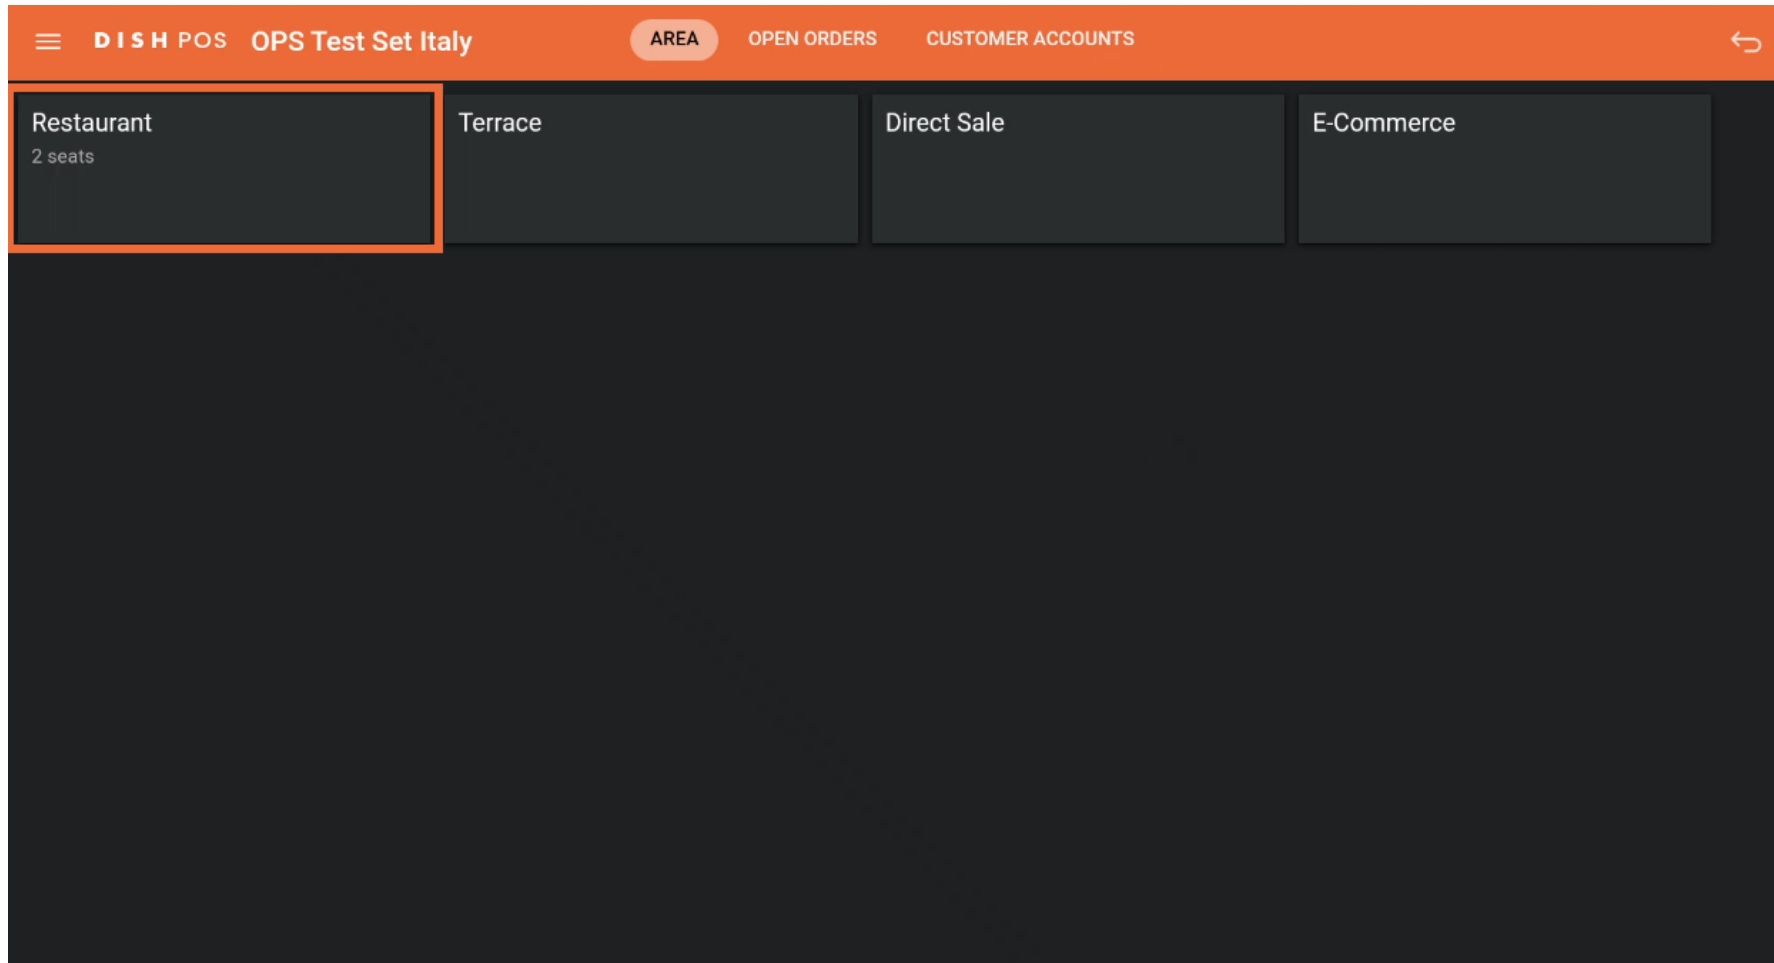 DISH POS OPS Test Set Italy AREA OPEN ORDERS CUSTOMER ACCOUNTS
Restaurant
2 seats
Terrace
Direct Sale
E-Commerce